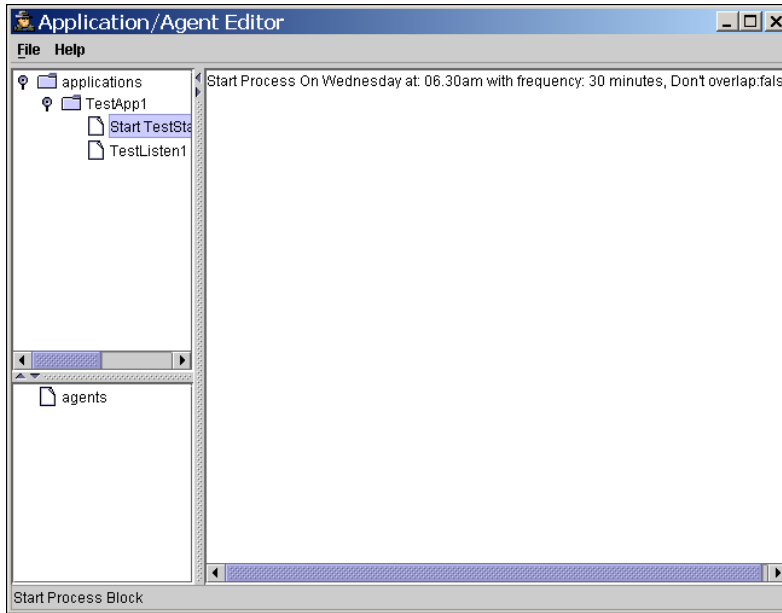 Application/Agent Editor
File Help
applications
TestApp1
Start TestSta
TestListen1
Start Process On Wednesday at: 06.30am with frequency: 30 minutes, Don't overlap:fals
agents
Start Process Block